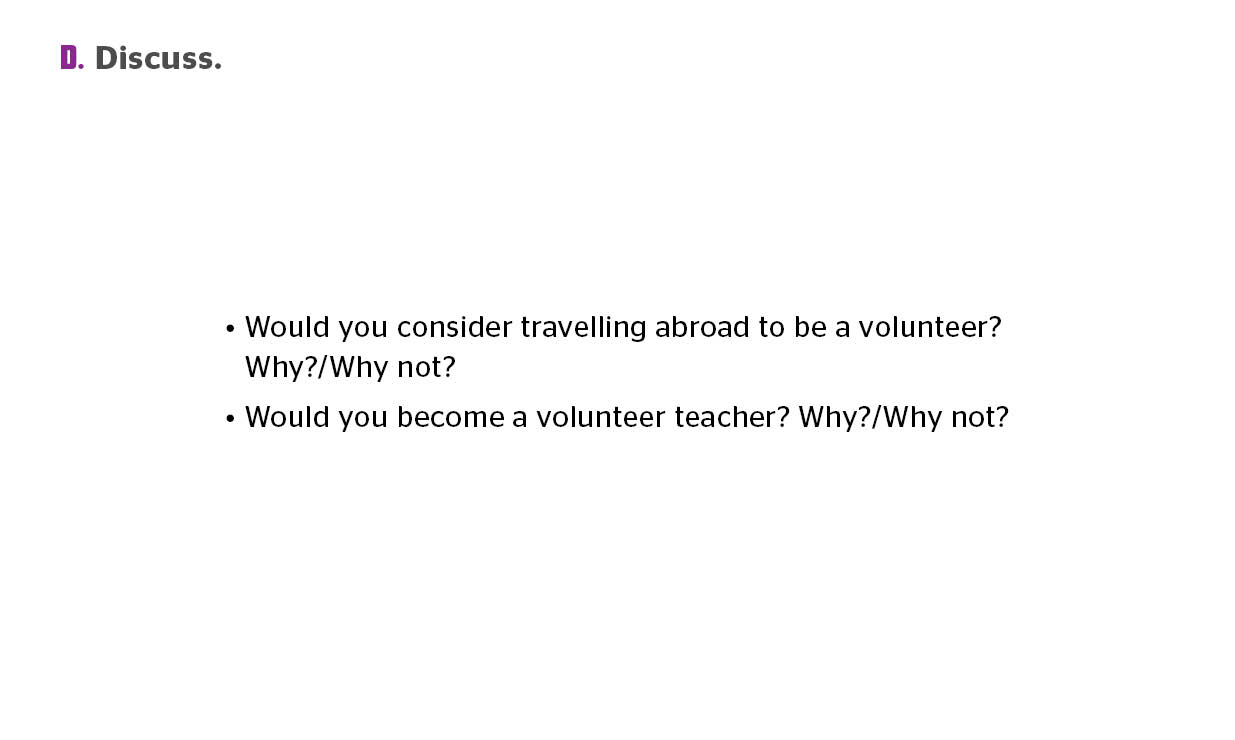 D. Discuss.
• Would you consider travelling abroad to be a volunteer?
Why?/Why not?
• Would you become a volunteer teacher? Why?/Why not?